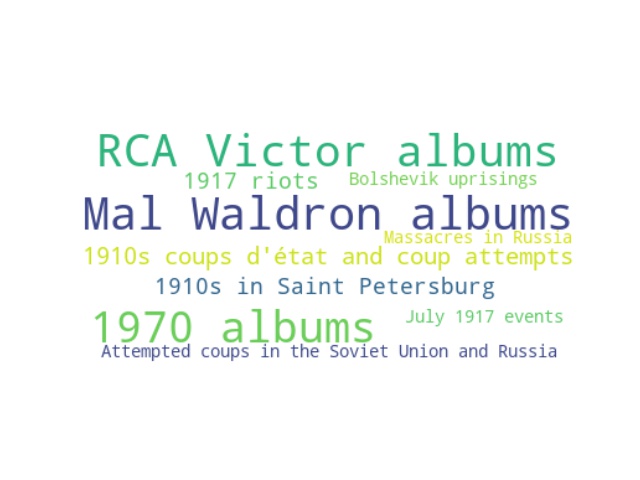 RCA Victor albums
1917 riots
Bolshevik uprisings
Mal Waldron albums
Massacres in Russia
1910s coups d'état and coup attempts
1910s in Saint Petersburg
1970 albums
July 1917 events
Attempted coups in the Soviet Union and Russia